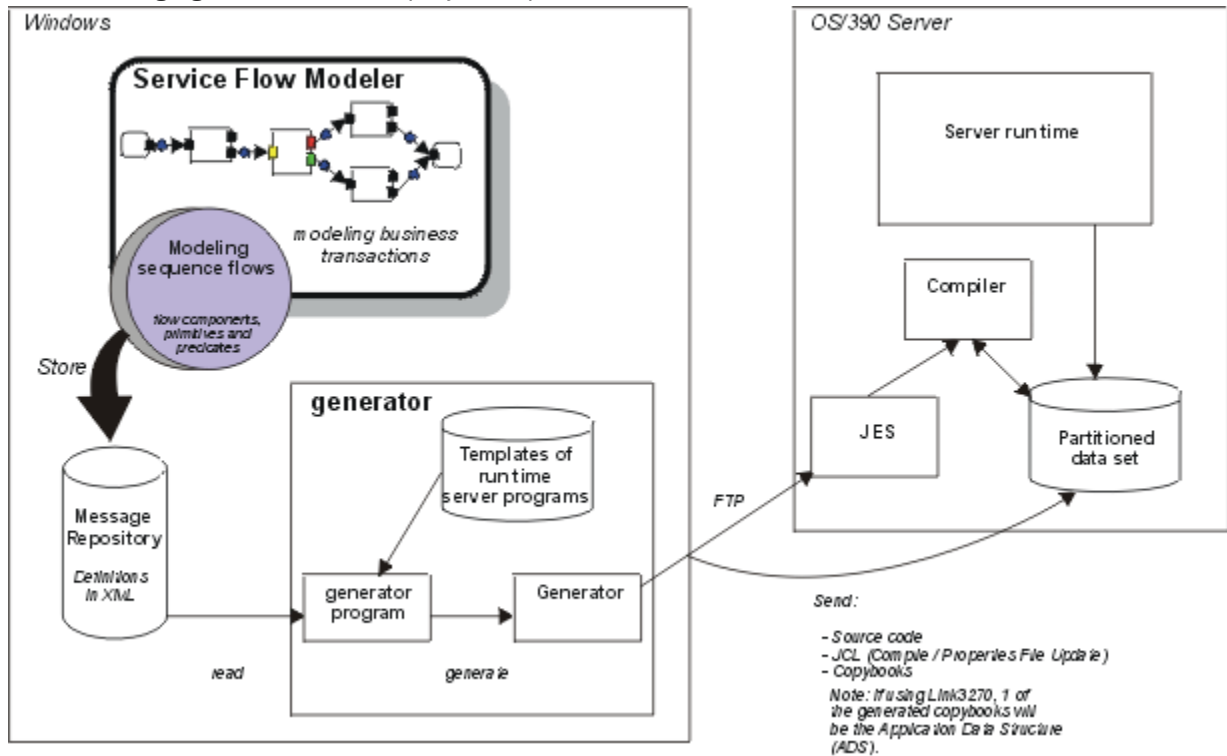 Windows
Service Flow Modeler
modeling business
transactions
Modeling
sequence flows
flow components,
primitives and
predicates
Store
Message
Repository
Definitions
in XML
read
generator
Templates of
run time
server programs
generator
program
Generator
generate
FTP
OS/390 Server
Server run time
Compiler
JES
Partitioned
data set
Send:
- Source code
- JCL (Compile / Properties File Update)
- Copybooks
Note: If using Link3270, 1 of
the generated copybooks will
be the Application Data Structure
(ADS).